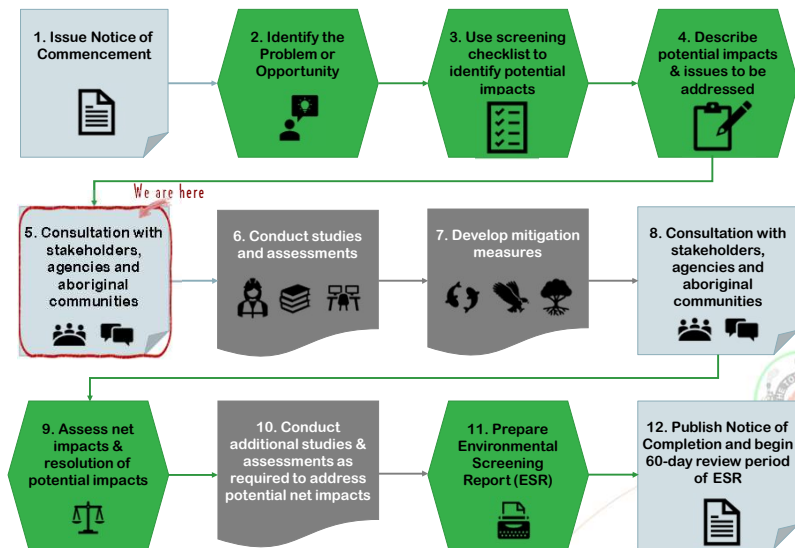 1. Issue Notice of
Commencement
2. Identify the
Problem or
Opportunity
3. Use screening
checklist to
identify potential
impacts
4. Describe
potential impacts
& issues to be
addressed
We are here
5. Consultation with
stakeholders,
agencies and
aboriginal
communities
6. Conduct studies
and assessments
7. Develop mitigation
measures
8. Consultation with
stakeholders,
agencies and
aboriginal
communities
9. Assess net
impacts &
resolution of
potential impacts
10. Conduct
additional studies &
assessments as
required to address
potential net impacts
11. Prepare
Environmental
Screening
Report (ESR)
12. Publish Notice of
Completion and begin
60-day review period
of ESR